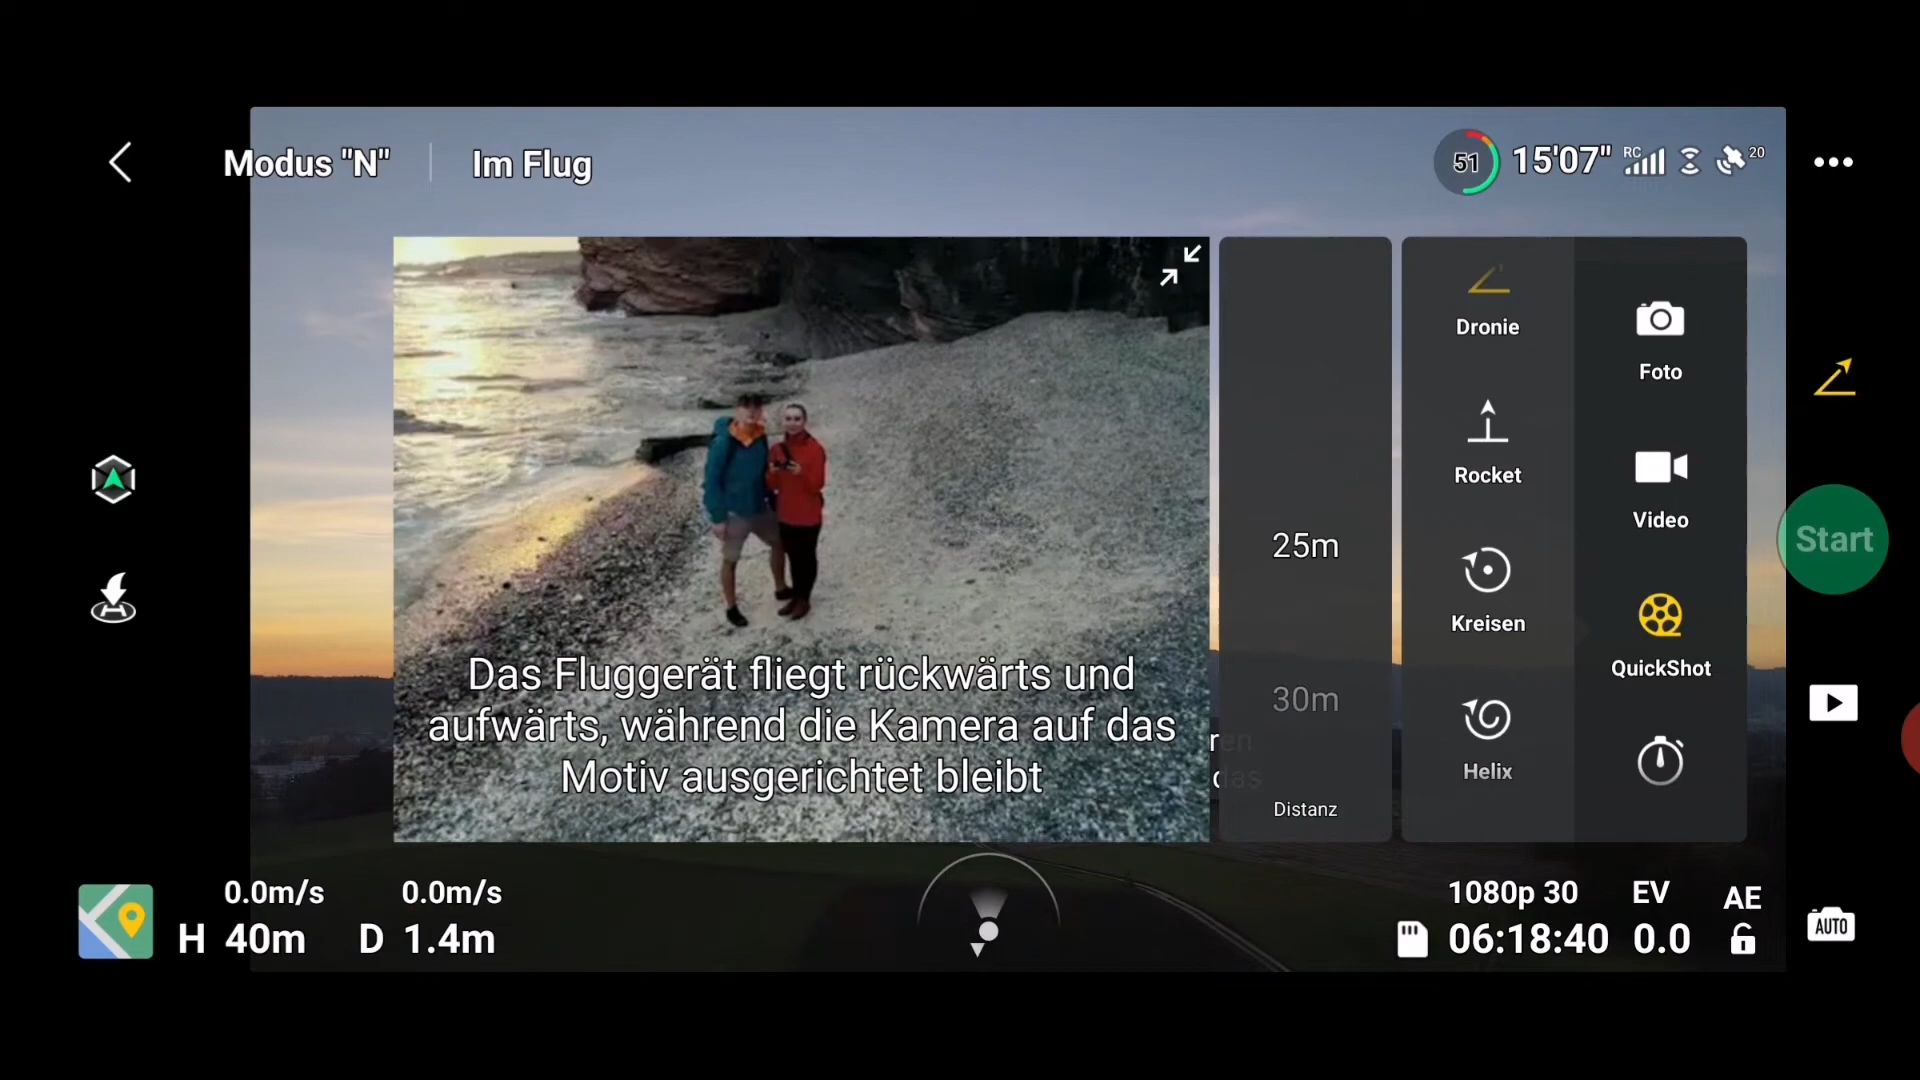 Modus "N"
Im Flug
51
15'07"
RC
20
Dronie
Foto
Rocket
Video
25m
Start
Kreisen
QuickShot
Das Fluggerät fliegt rückwärts und
aufwärts, während die Kamera auf das
Motiv ausgerichtet bleibt
30m
ren
das
Helix
Distanz
0.0m/s
0.0m/s
H 40m
D 1.4m
1080p 30
EV
AE
06:18:40
0.0
AUTO